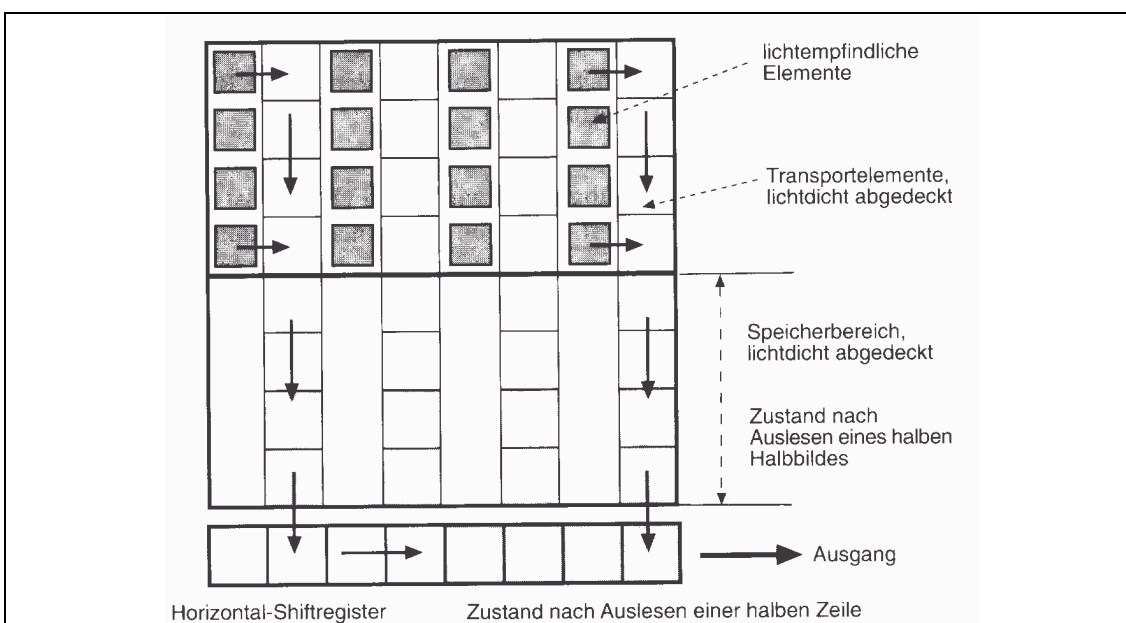 lichtempfindliche
Elemente
Transportelemente,
lichtdicht abgedeckt
Speicherbereich,
lichtdicht abgedeckt
Zustand nach
Auslesen eines halben
Halbbildes
Ausgang
Horizontal-Shiftregister
Zustand nach Auslesen einer halben Zeile